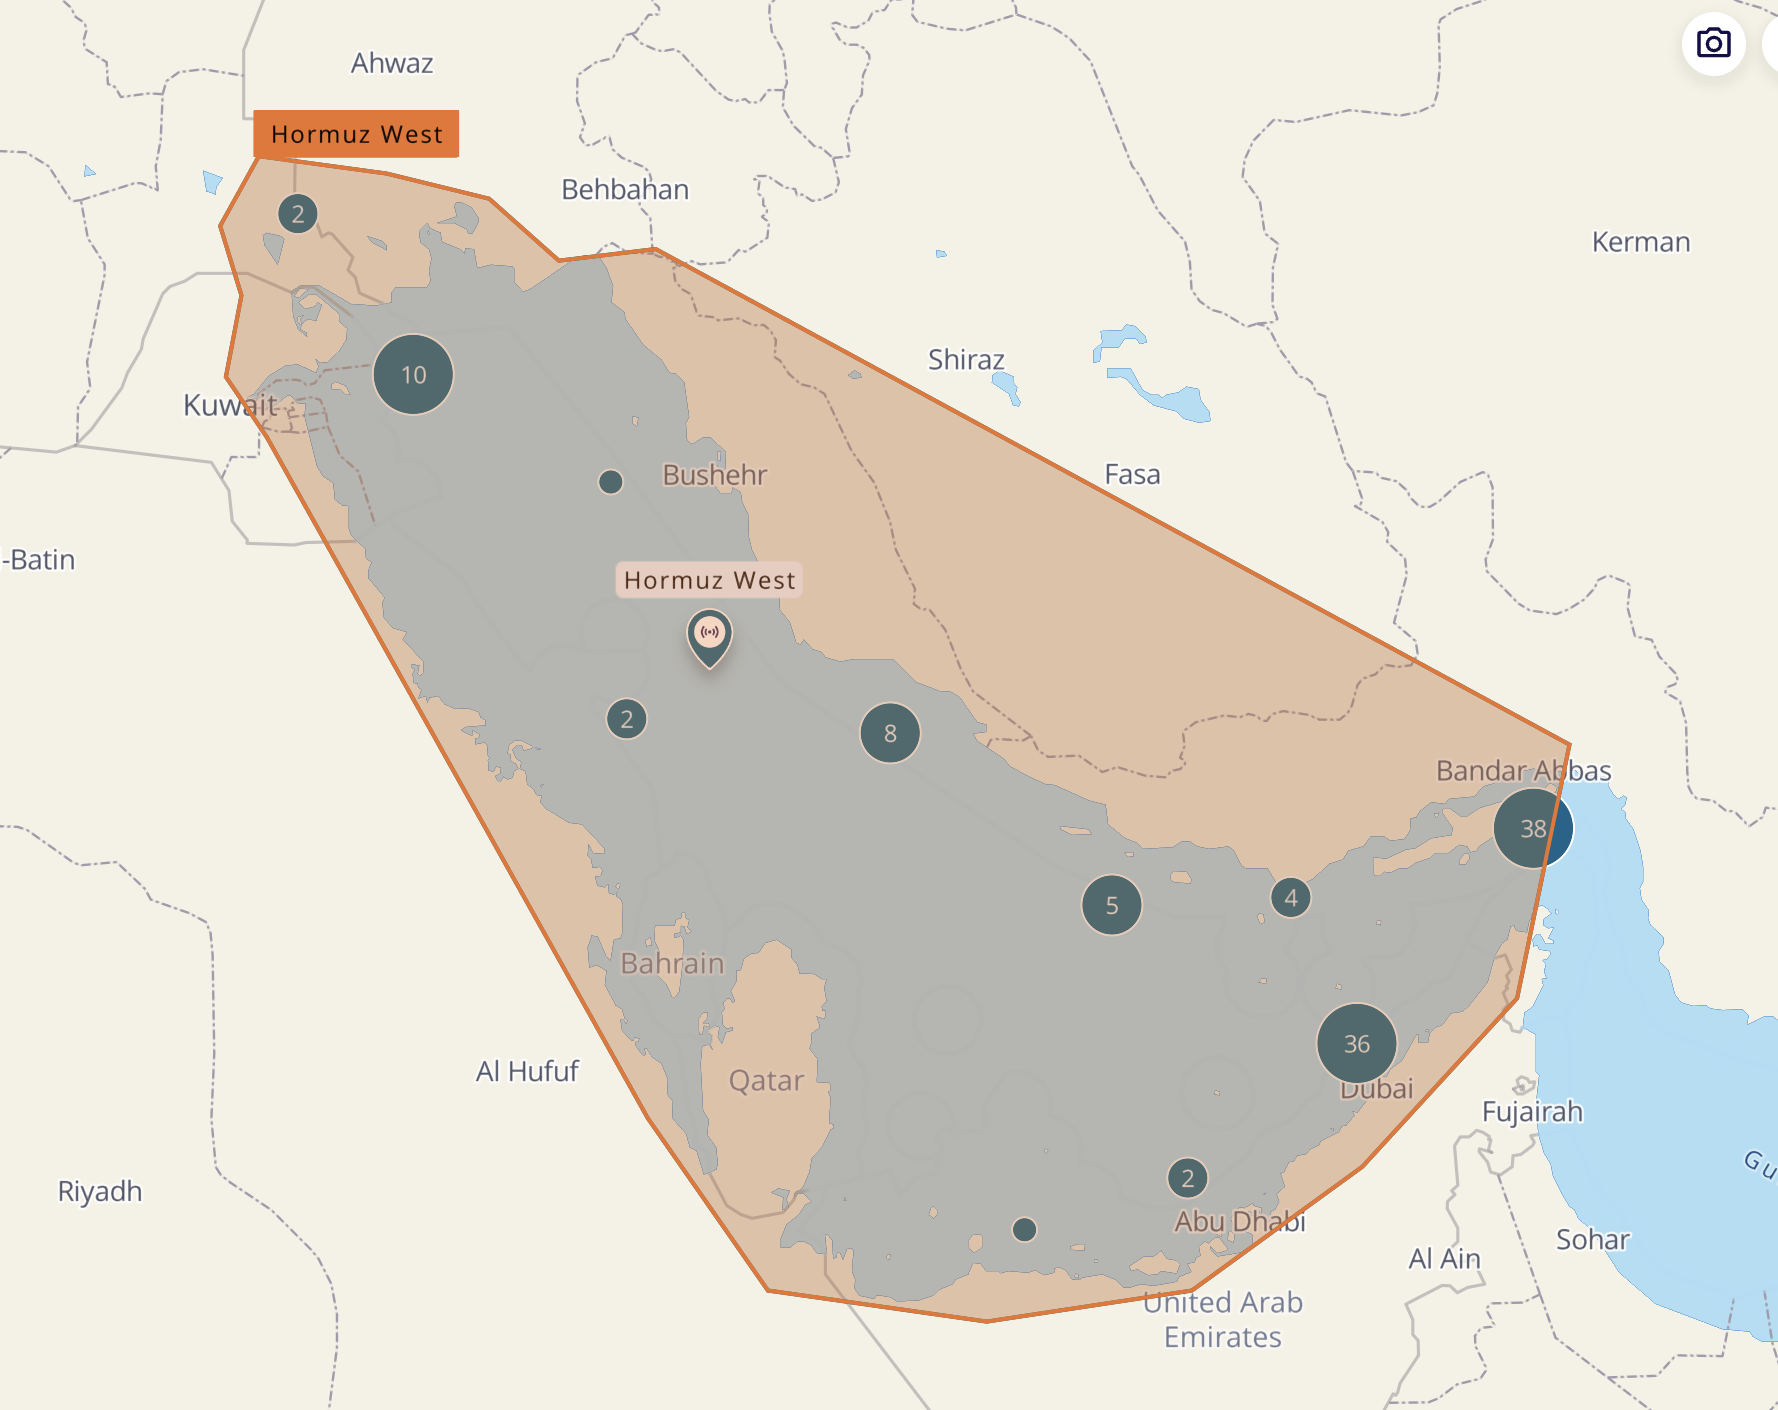 Ahwaz
Hormuz West
Behbahan
2
Kerman
Shiraz
10
Kuwait
Bushehr
Fasa
-Batin
Hormuz West
2
8
Bandar Abbas
38
5
4
Bahrain
36
Al Hufuf
Qatar
Dubai
Fujairah
Gu
Riyadh
2
Abu Dhabi
Sohar
Al Ain
United Arab
Emirates